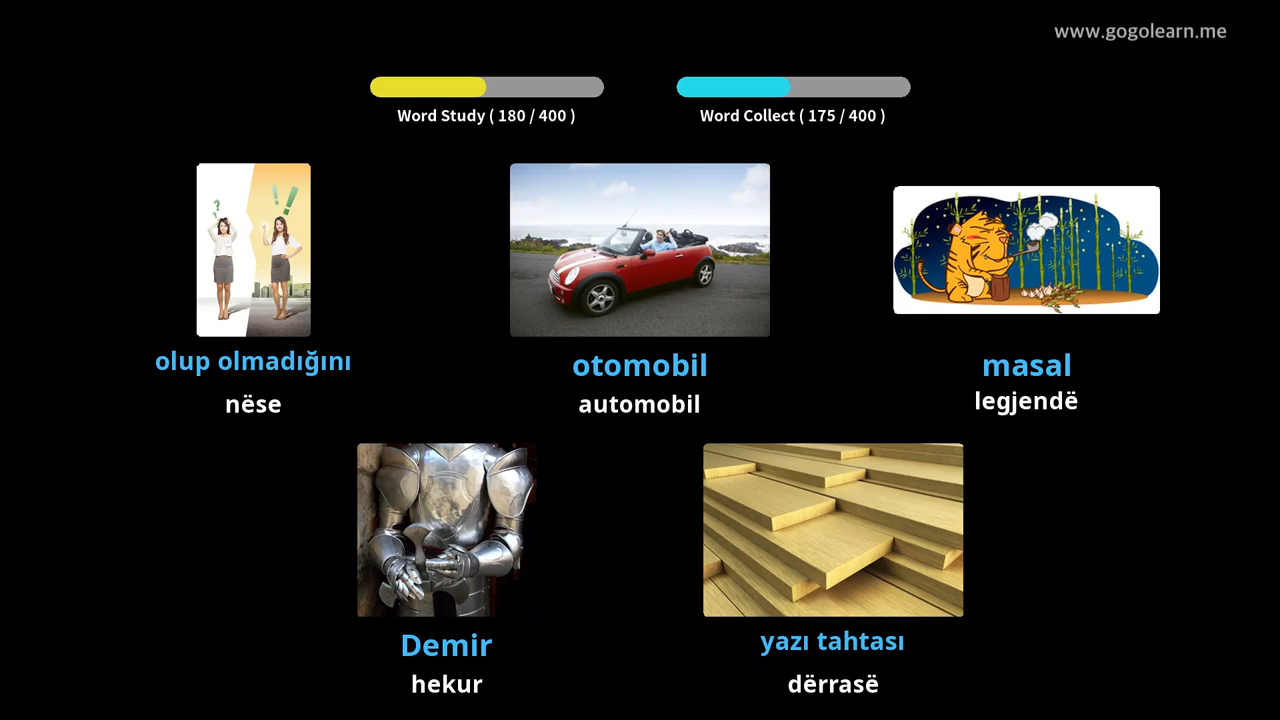 www.gogolearn.me
Word Study ( 180 / 400 )
Word Collect ( 175 / 400 )
olup olmadığını
nëse
otomobil
automobil
masal
legjendë
Demir
hekur
yazı tahtası
dërrasë